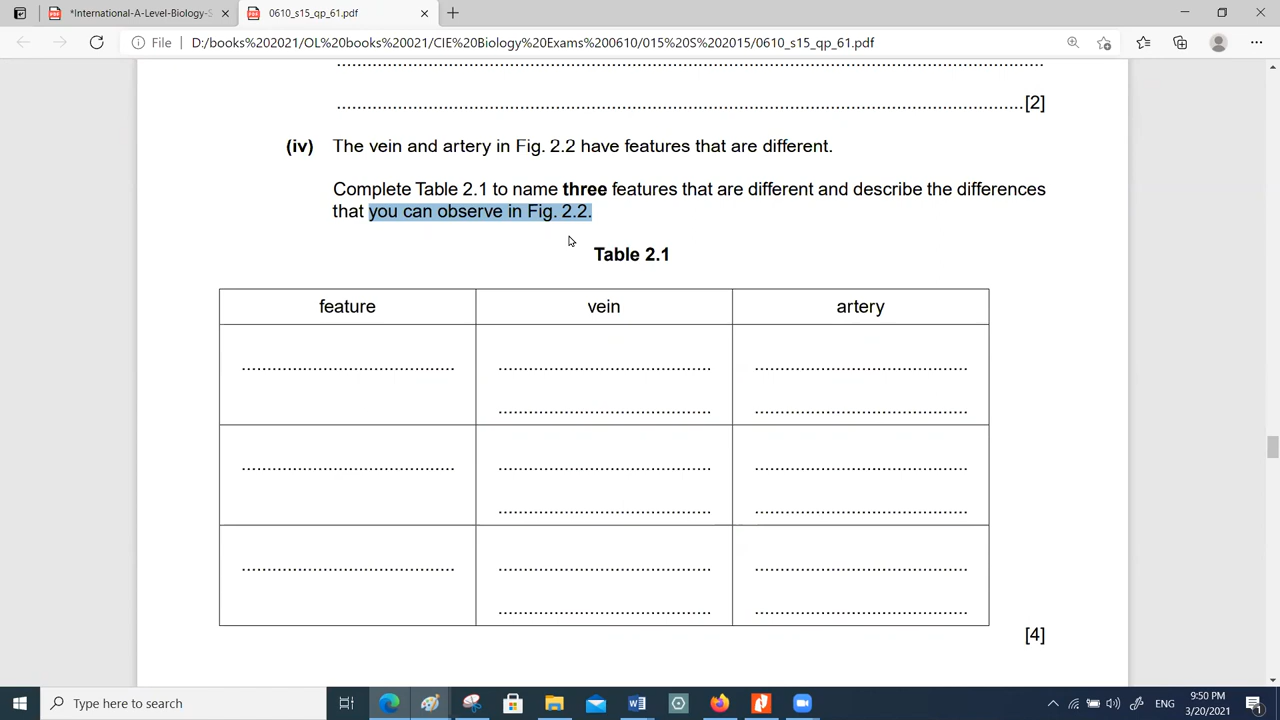 *International-A-Level-Biology-S
0610_s15_qp_61.pdf
File
D:/books%202021/OL%20books%20021/CIE%20Biology%20Exams%200610/015%20S%202015/0610_s15_qp_61.pdf
[2]
(iv) The vein and artery in Fig. 2.2 have features that are different.
Complete Table 2.1 to name three features that are different and describe the differences
that you can observe in Fig. 2.2.
Table 2.1
feature vein artery
[4]
Type here to search
ENG
9:50 PM
3/20/2021
1